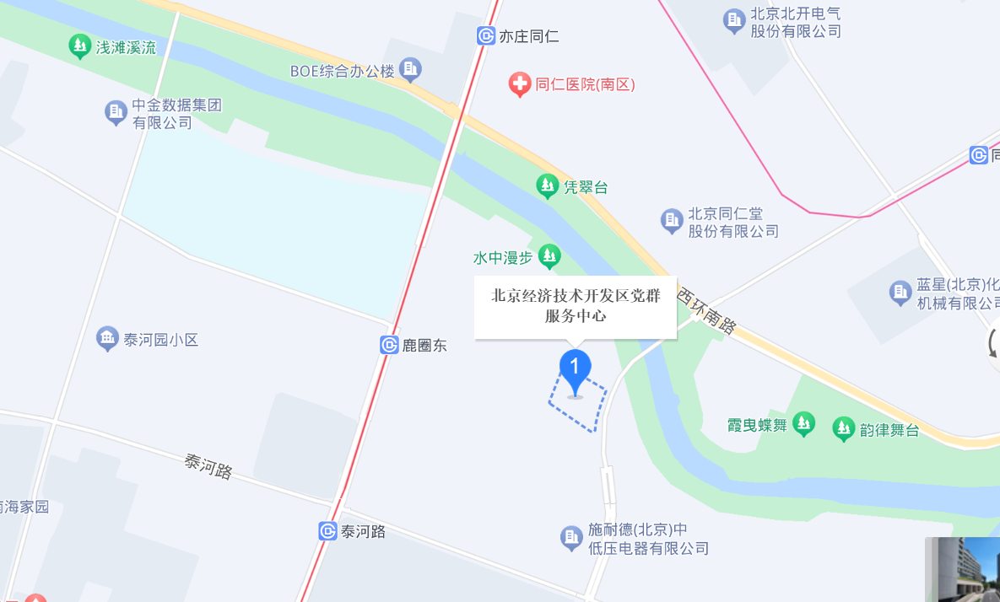 北京北开电气
股份有限公司
亦庄同仁
浅滩溪流
BOE综合办公楼
同仁医院(南区)
中金数据集团
有限公司
同
凭翠台
北京同仁堂
股份有限公司
水中漫步
蓝星(北京)化
机械有限公司
北京经济技术开发区党群
服务中心
西环南路
泰河园小区
鹿圈东
1
霞曳蝶舞
韵律舞台
泰河路
海家园
泰河路
施耐德(北京)中
低压电器有限公司